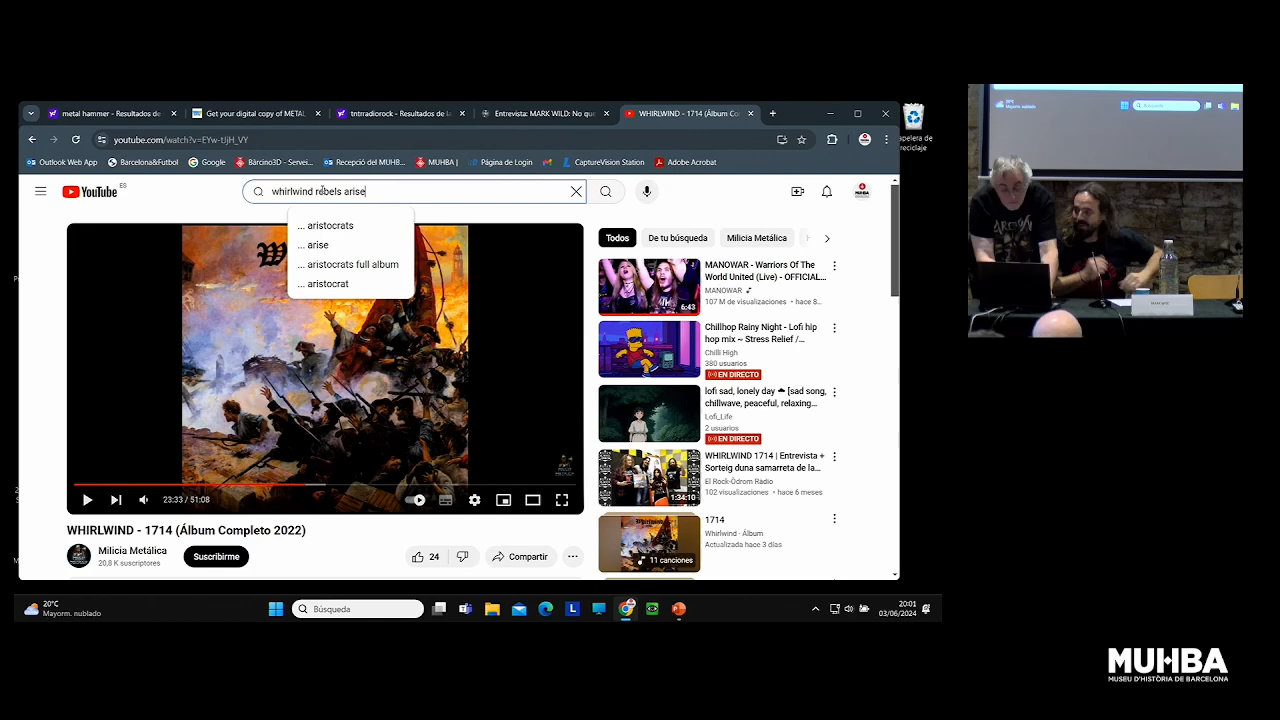 metal hammer - Resultados de
Get your digital copy of METAL
tntrradiorock - Resultados de la
Entrevista: MARK WILD: No que
WHIRLWIND - 1714 (Álbum Co
youtube.com/watch?v=EYw-tJjH_VY
Outlook Web App
Barcelona&Futbol
Google
Bàrcino3D - Servei...
Recepció del MUHB...
MUHBA |
Página de Login
CaptureVision Station
Adobe Acrobat
apelera de
reciclaje
YouTube ES
whirlwind rebels arise
... aristocrats
... arise
... aristocrats full album
... aristocrat
Todos
De tu búsqueda
Milicia Metálica
MANOWAR - Warriors Of The
World United (Live) - OFFICIAL...
MANOWAR
107 M de visualizaciones • hace 8...
6:43
Chillhop Rainy Night - Lofi hip
hop mix ~ Stress Relief /...
Chilli High
380 usuarios
EN DIRECTO
lofi sad, lonely day ☁ [sad song,
chillwave, peaceful, relaxing...
Lofi_Life
2 usuarios
EN DIRECTO
WHIRLWIND 1714 | Entrevista +
Sorteig duna samarreta de la...
El Rock-Òdrom Ràdio
102 visualizaciones • hace 6 meses
1:34:10
1714
Whirlwind · Álbum
Actualizada hace 3 días
11 canciones
23:33 / 51:08
WHIRLWIND - 1714 (Álbum Completo 2022)
Milicia Metálica
20,8 K suscriptores
Suscribirme
24
Compartir
20°C
Mayorm. nublado
Búsqueda
20:01
03/06/2024
MUHBA
MUSEU D'HISTÒRIA DE BARCELONA